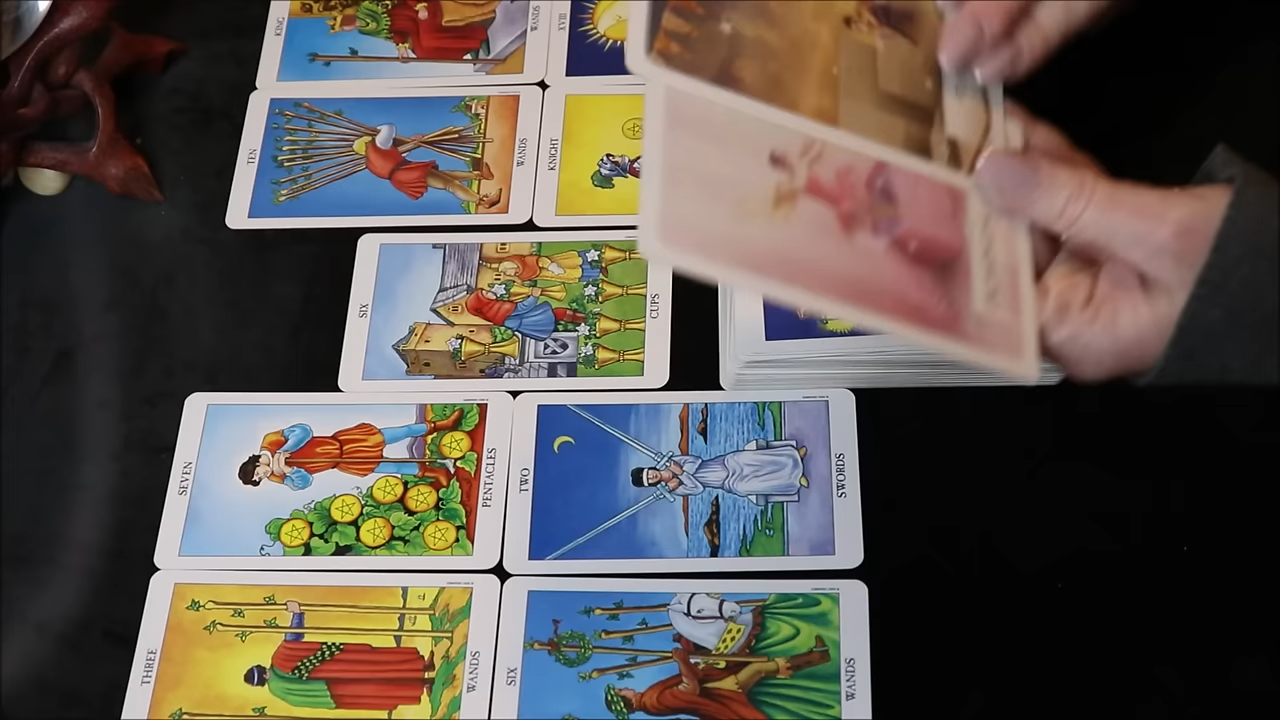 KING
WANDS
XVIII
TEN
WANDS
KNIGHT
SIX
CUPS
SEVEN
PENTACLES
TWO
SWORDS
THREE
WANDS
SIX
WANDS